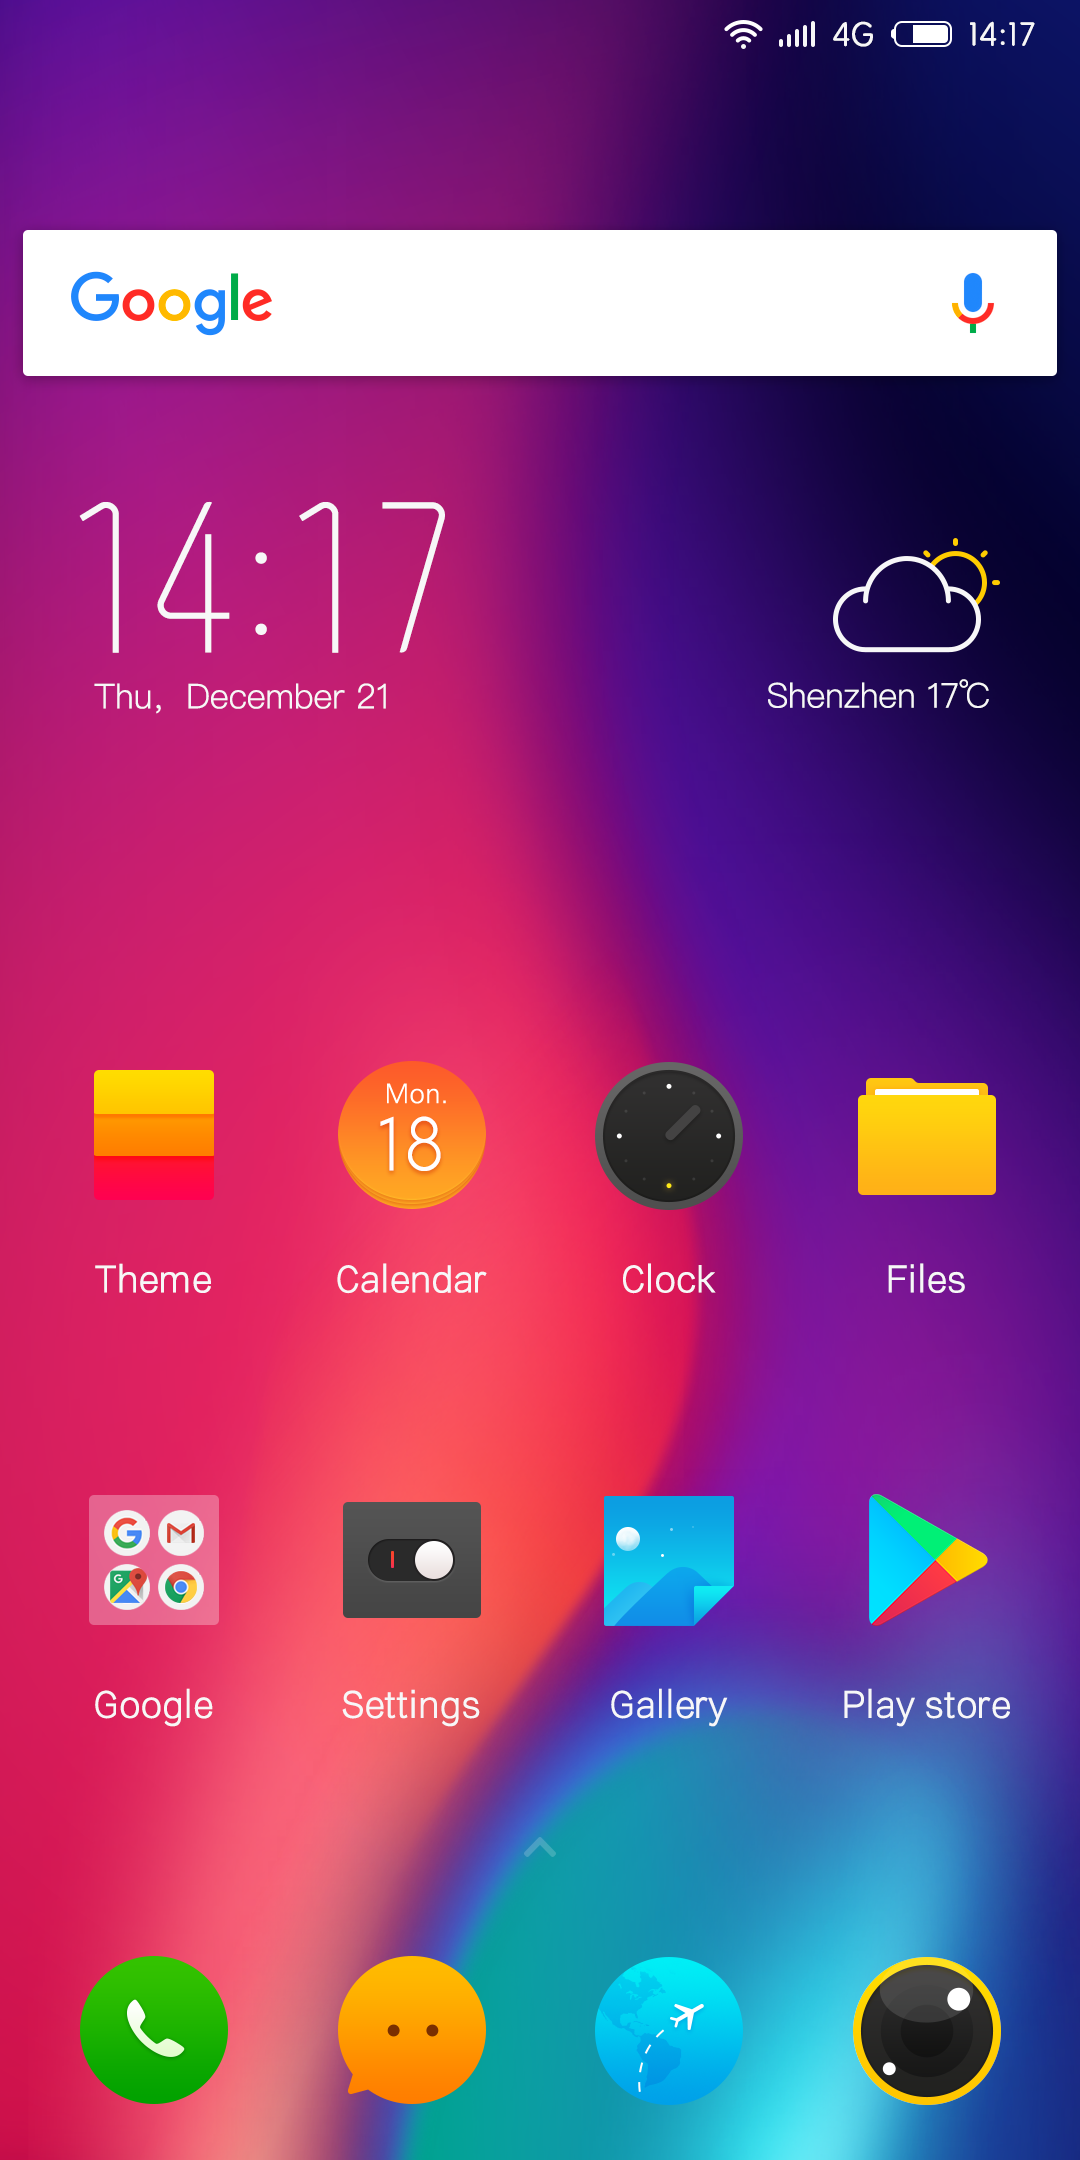 4G 14:17
Google
14:17
Thu, December 21
Shenzhen 17℃
Mon.
18
Theme
Calendar
Clock
Files
G
Google
Settings
Gallery
Play store